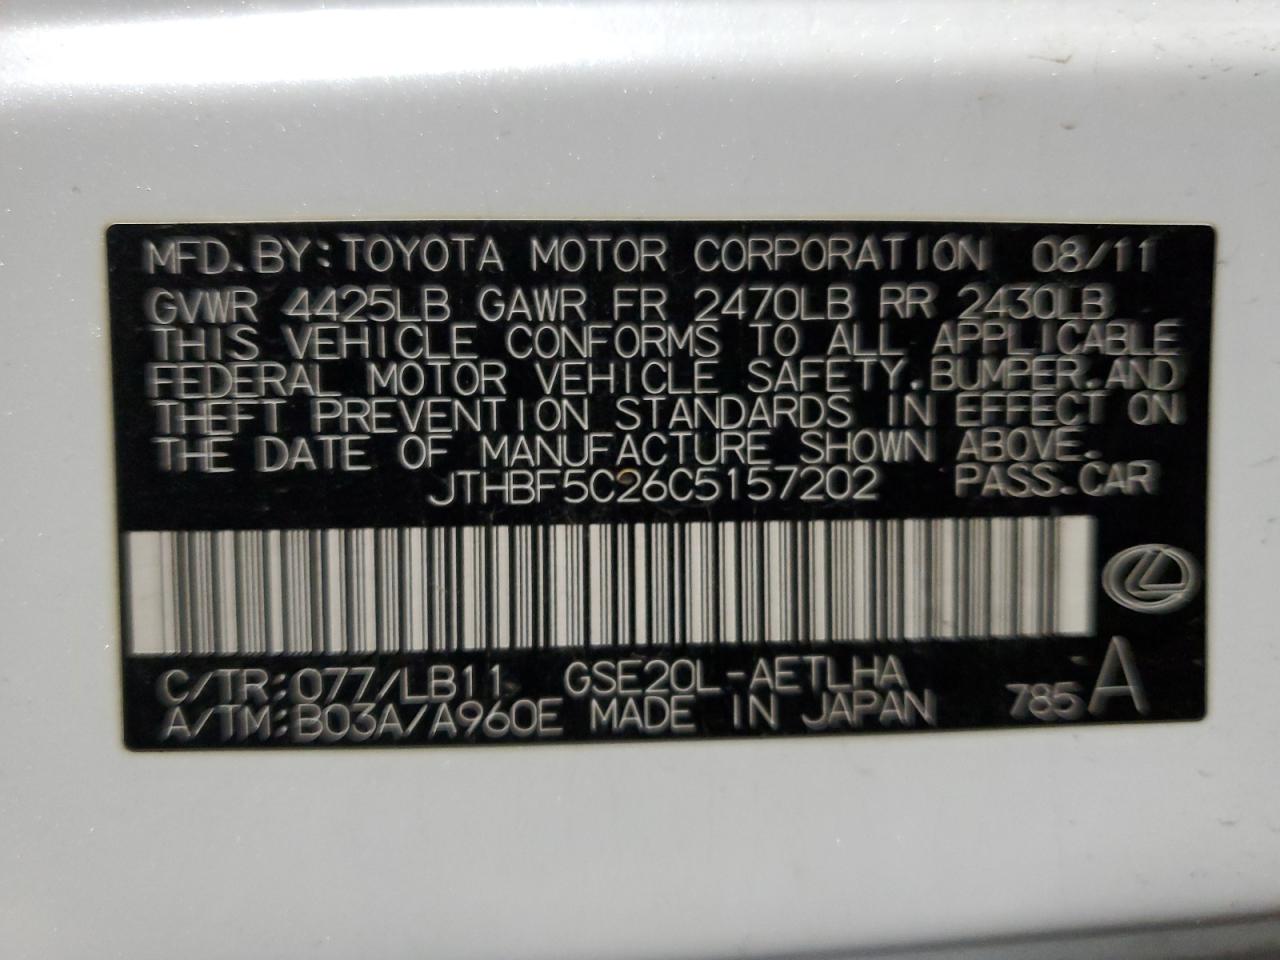 MFD. BY: TOYOTA MOTOR CORPORATION 08/11
GVWR 4425LB GAWR FR 2470LB RR 2430LB
THIS VEHICLE CONFORMS TO ALL APPLICABLE
FEDERAL MOTOR VEHICLE SAFETY, BUMPER, AND
THEFT PREVENTION STANDARDS IN EFFECT ON
THE DATE OF MANUFACTURE SHOWN ABOVE.
JTHBF5C26C5157202 PASS. CAR
C/TR: 077/LB11 GSE20L-AETLHA
A/TM: B03A/A960E MADE IN JAPAN 785 A